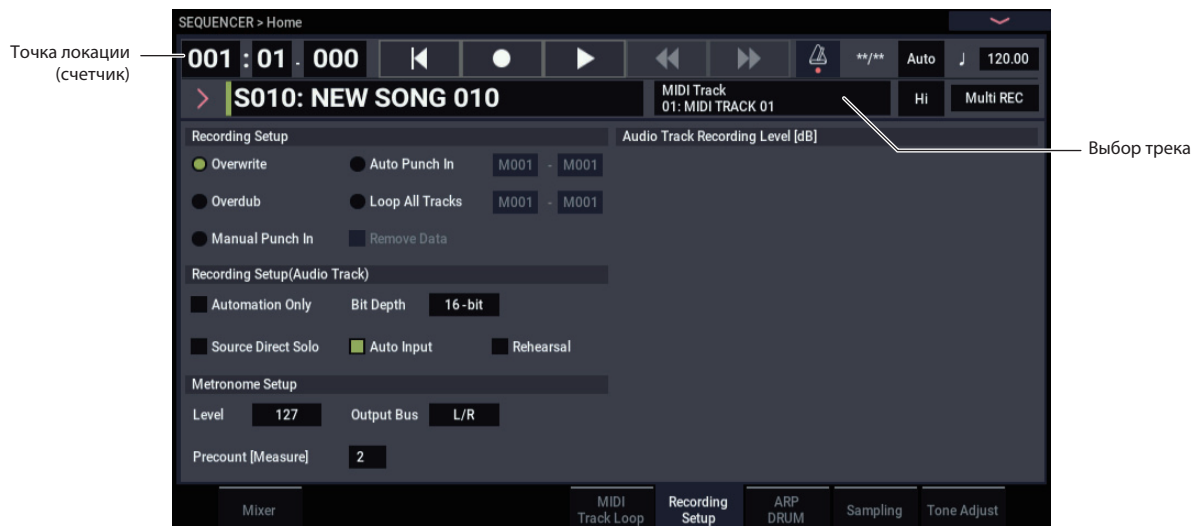 SEQUENCER > Home
Точка локации
(счетчик)
001 : 01 . 000 **/** Auto ♩ 120.00
S010: NEW SONG 010
MIDI Track
01: MIDI TRACK 01
Hi Multi REC
Выбор трека
Recording Setup
Audio Track Recording Level [dB]
Overwrite Auto Punch In M001 - M001
Overdub Loop All Tracks M001 - M001
Manual Punch In Remove Data
Recording Setup(Audio Track)
Automation Only Bit Depth 16-bit
Source Direct Solo Auto Input Rehearsal
Metronome Setup
Level 127 Output Bus L/R
Precount [Measure] 2
Mixer
MIDI
Track Loop
Recording
Setup
ARP
DRUM
Sampling
Tone Adjust